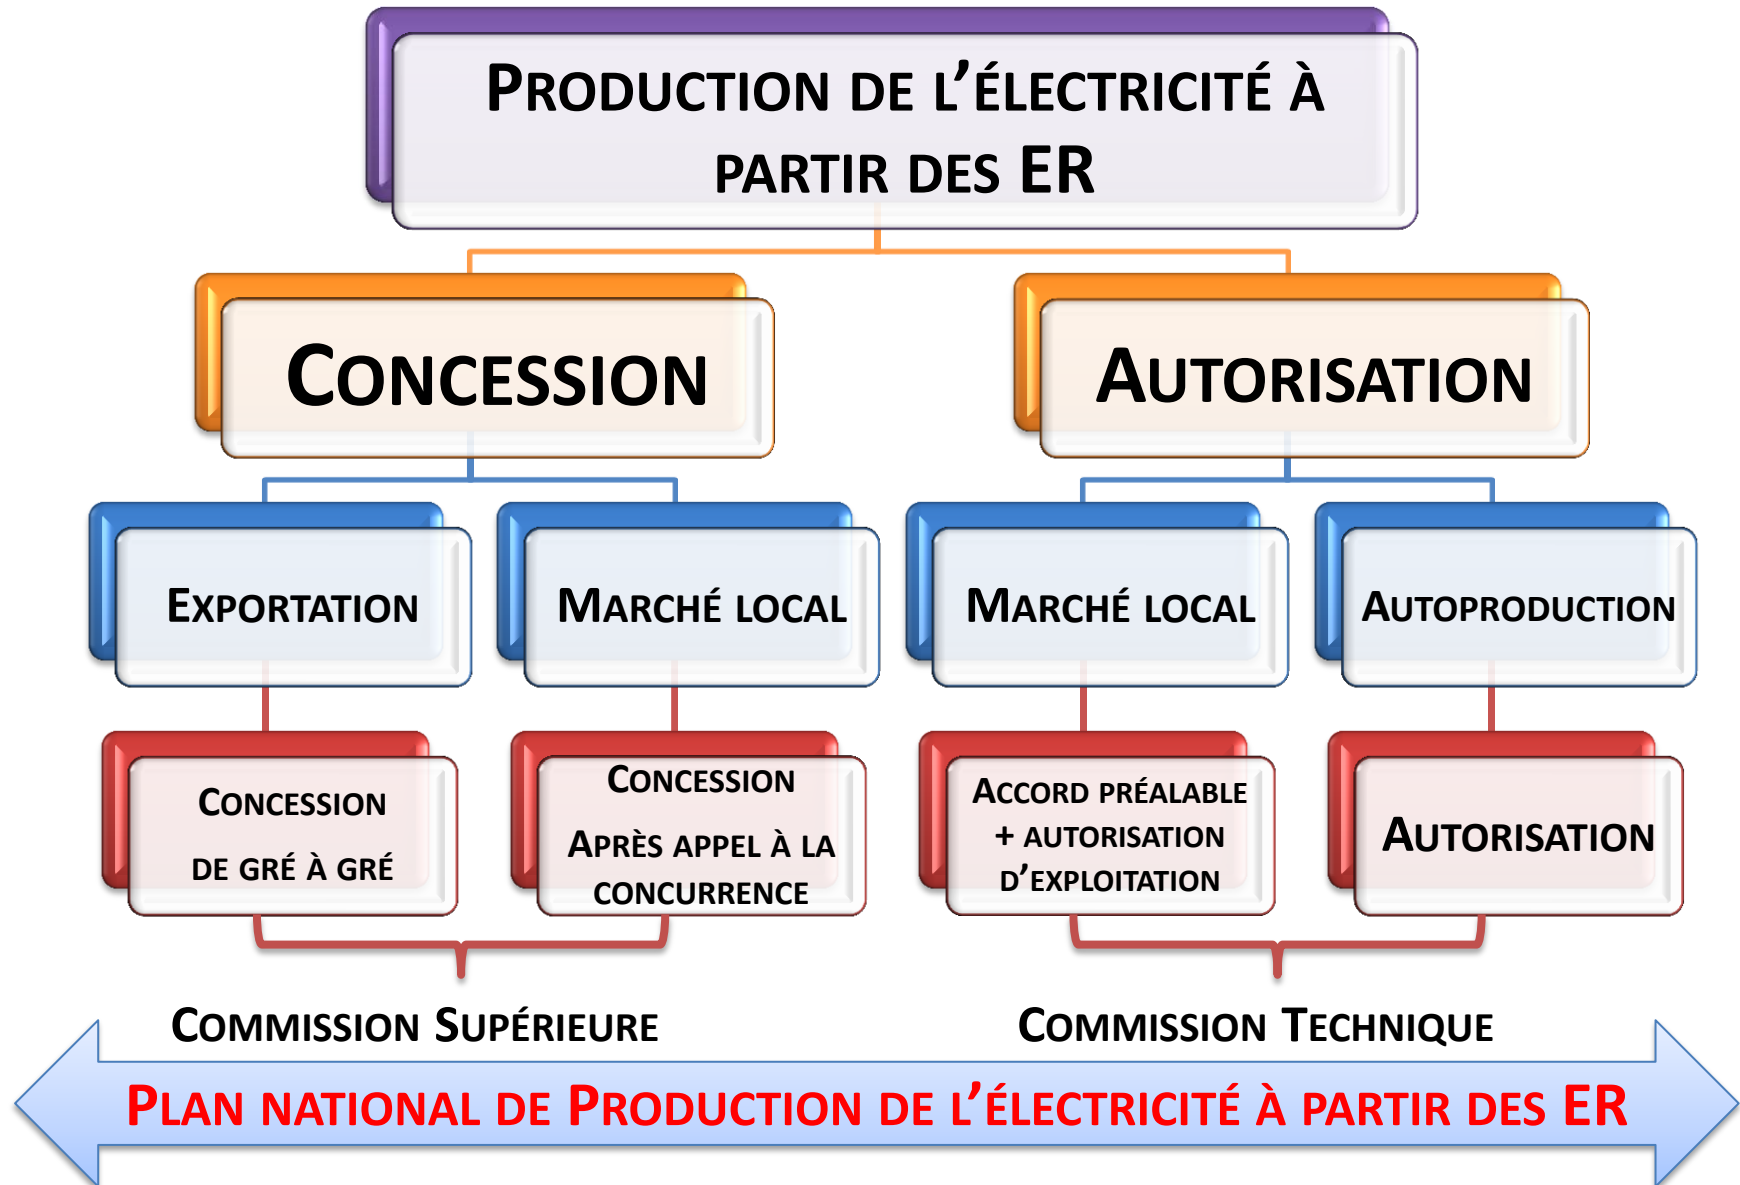 Production de l’électricité à
partir des ER
Concession
Autorisation
Exportation
Marché local
Marché local
Autoproduction
Concession
de gré à gré
Concession
Après appel à la
concurrence
Accord préalable
+ autorisation
d’exploitation
Autorisation
Commission Supérieure
Commission Technique
Plan national de Production de l’électricité à partir des ER